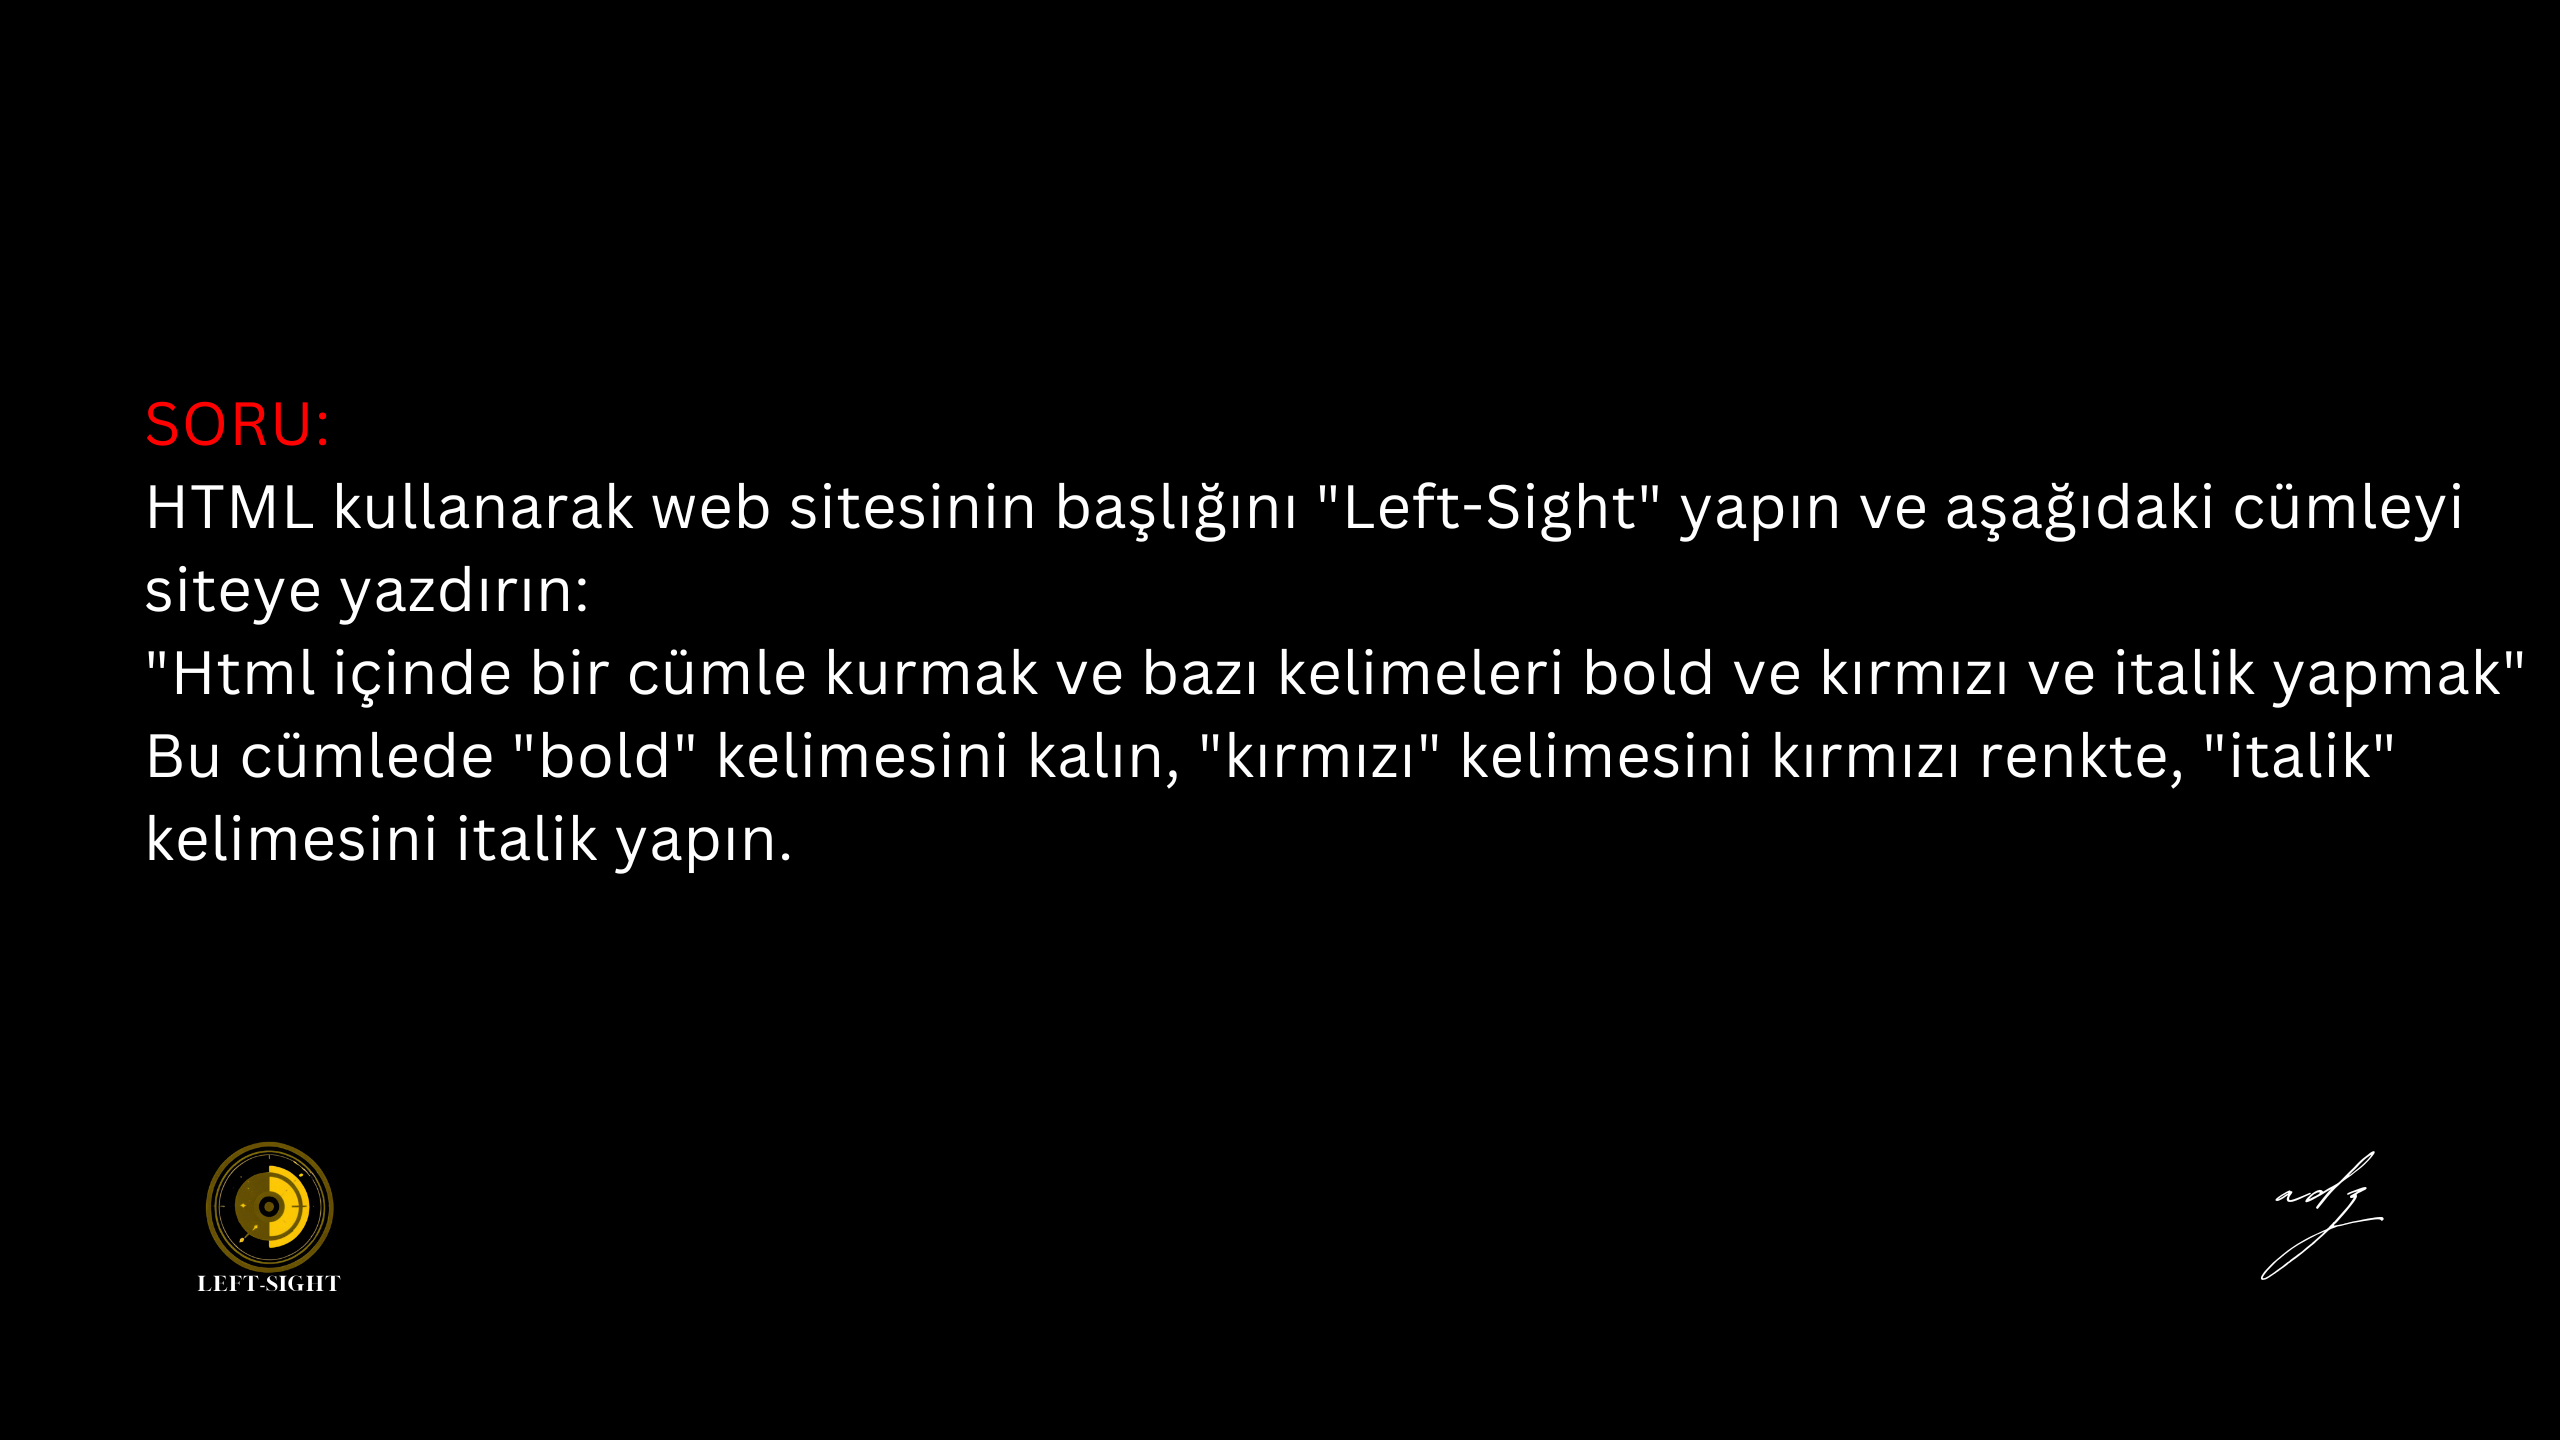 SORU:
HTML kullanarak web sitesinin başlığını "Left-Sight" yapın ve aşağıdaki cümleyi
siteye yazdırın:
"Html içinde bir cümle kurmak ve bazı kelimeleri bold ve kırmızı ve italik yapmak"
Bu cümlede "bold" kelimesini kalın, "kırmızı" kelimesini kırmızı renkte, "italik"
kelimesini italik yapın.
LEFT-SIGHT
adz